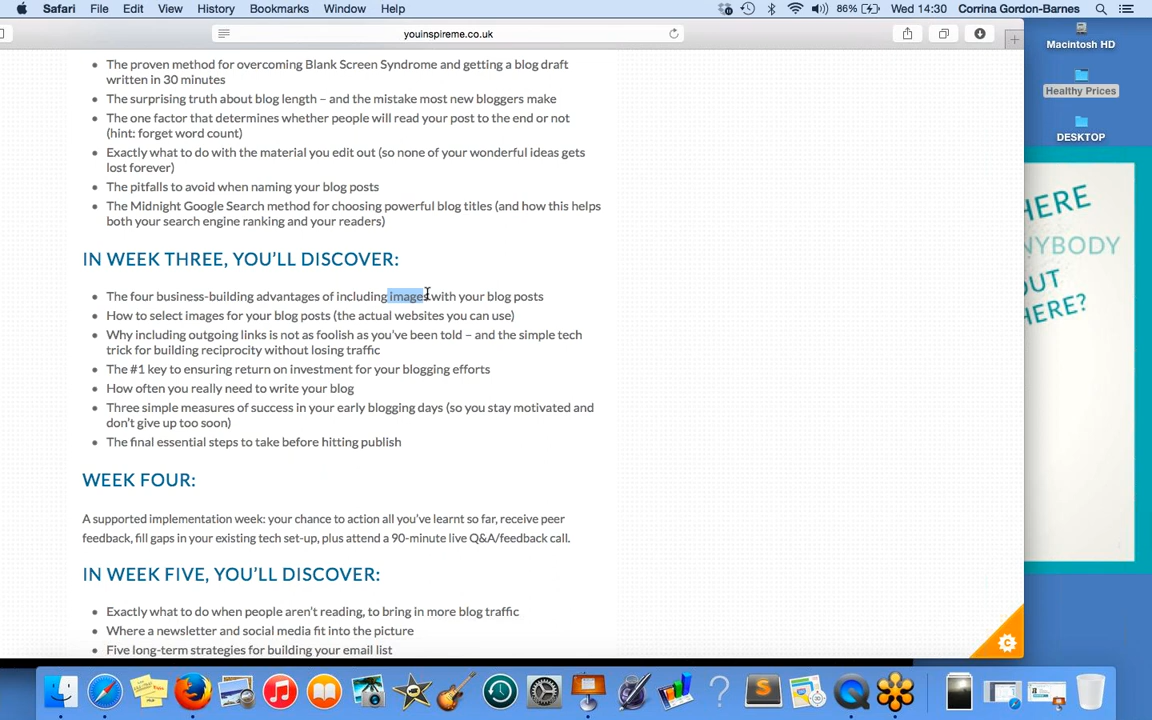 Safari File Edit View History Bookmarks Window Help 86% Wed 14:30 Corrina Gordon-Barnes
youinspireme.co.uk
Macintosh HD
Healthy Prices
DESKTOP
The proven method for overcoming Blank Screen Syndrome and getting a blog draft
written in 30 minutes
The surprising truth about blog length – and the mistake most new bloggers make
The one factor that determines whether people will read your post to the end or not
(hint: forget word count)
Exactly what to do with the material you edit out (so none of your wonderful ideas gets
lost forever)
The pitfalls to avoid when naming your blog posts
The Midnight Google Search method for choosing powerful blog titles (and how this helps
both your search engine ranking and your readers)
IN WEEK THREE, YOU'LL DISCOVER:
The four business-building advantages of including images with your blog posts
How to select images for your blog posts (the actual websites you can use)
Why including outgoing links is not as foolish as you've been told – and the simple tech
trick for building reciprocity without losing traffic
The #1 key to ensuring return on investment for your blogging efforts
How often you really need to write your blog
Three simple measures of success in your early blogging days (so you stay motivated and
don't give up too soon)
The final essential steps to take before hitting publish
WEEK FOUR:
A supported implementation week: your chance to action all you've learnt so far, receive peer
feedback, fill gaps in your existing tech set-up, plus attend a 90-minute live Q&A/feedback call.
IN WEEK FIVE, YOU'LL DISCOVER:
Exactly what to do when people aren't reading, to bring in more blog traffic
Where a newsletter and social media fit into the picture
Five long-term strategies for building your email list
HERE
NYBODY
OUT
HERE?